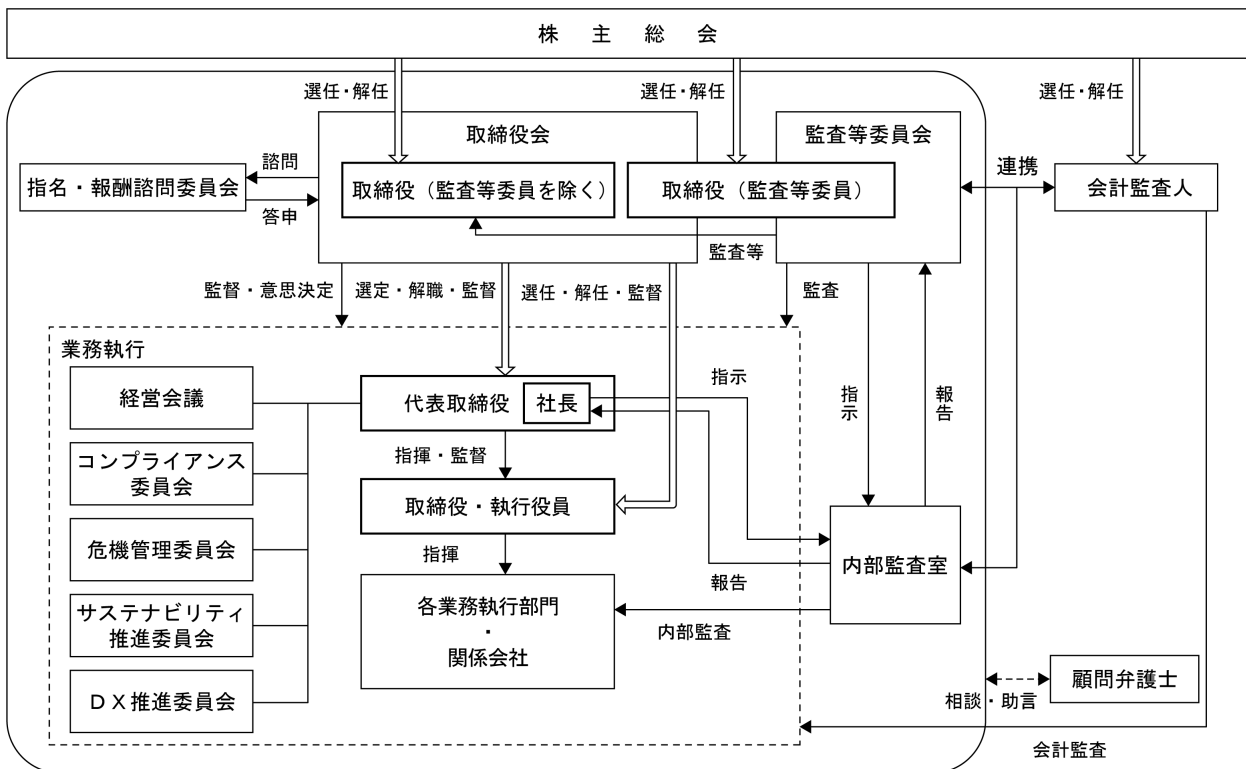 株主総会
選任・解任
選任・解任
選任・解任
取締役会
監査等委員会
諮問
指名・報酬諮問委員会
答申
取締役（監査等委員を除く）
取締役（監査等委員）
連携
会計監査人
監査等
監督・意思決定
選定・解職・監督
選任・解任・監督
監査
業務執行
経営会議
代表取締役
社長
指示
指示
報告
コンプライアンス
委員会
指揮・監督
取締役・執行役員
危機管理委員会
指揮
内部監査室
報告
サステナビリティ
推進委員会
各業務執行部門
・
関係会社
内部監査
ＤＸ推進委員会
顧問弁護士
相談・助言
会計監査